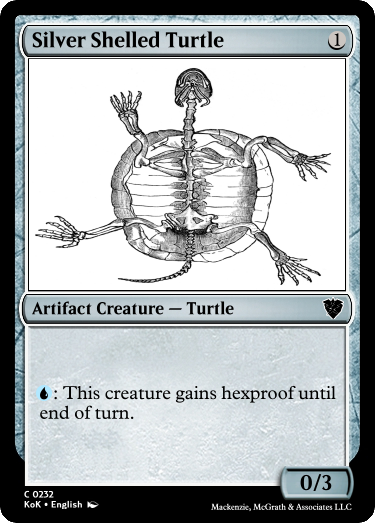 Silver Shelled Turtle 1
Artifact Creature — Turtle
: This creature gains hexproof until
end of turn.
0/3
C 0232
KoK • English
Mackenzie, McGrath & Associates LLC